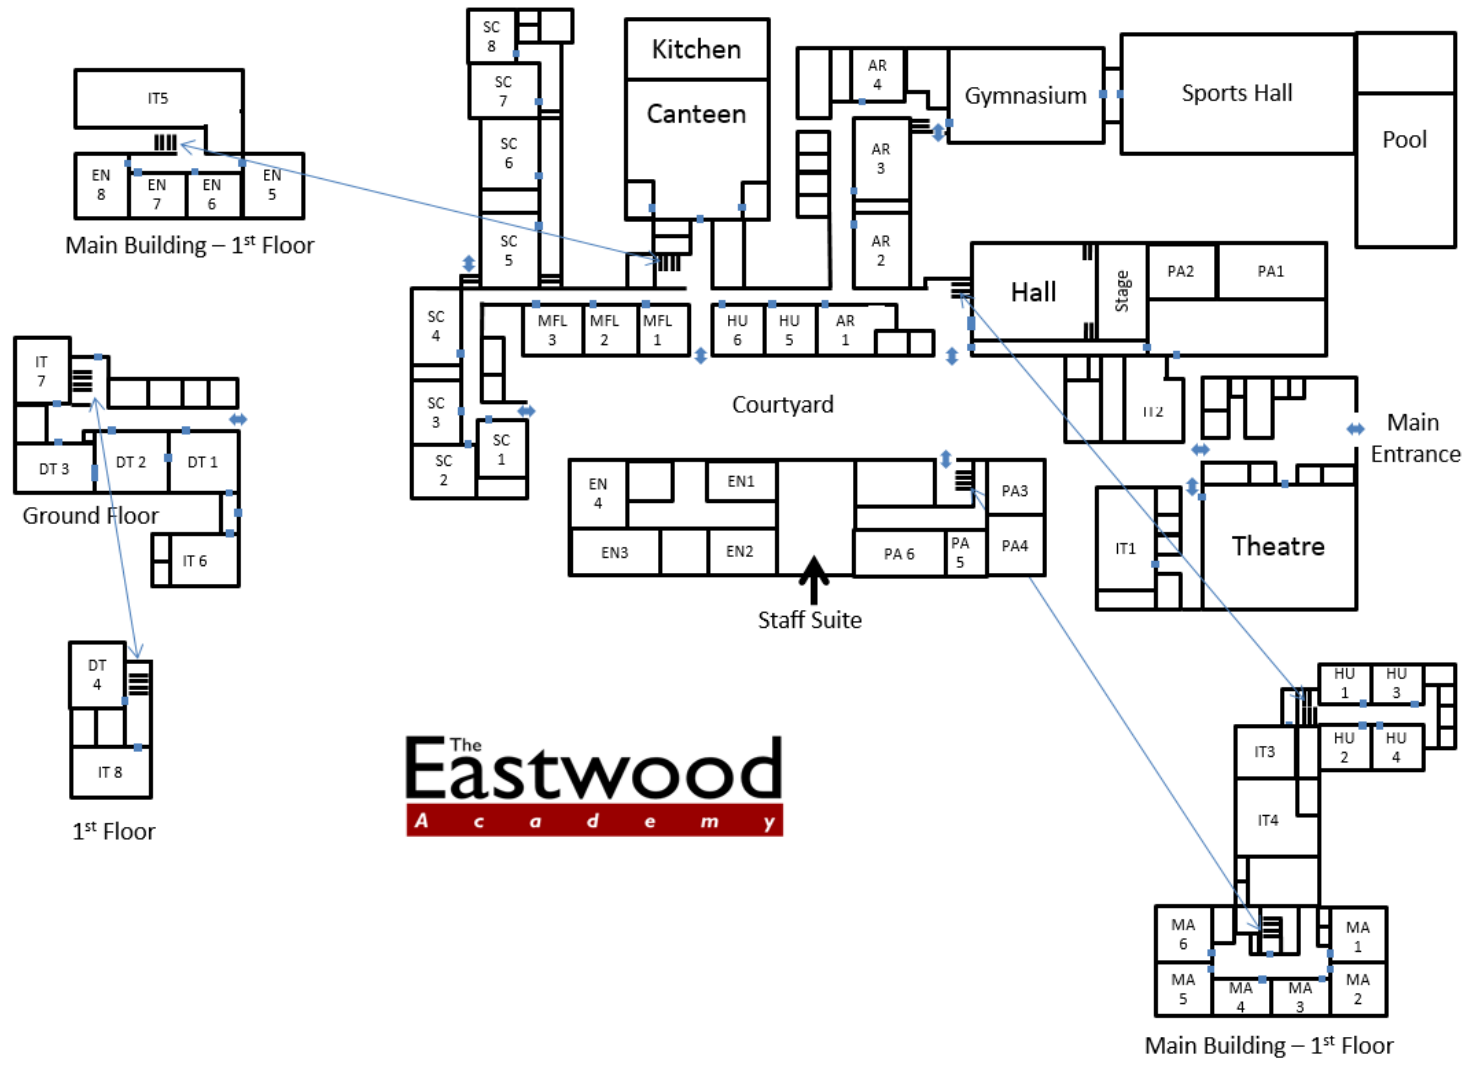 SC
8
SC
7
SC
6
SC
5
SC
4
SC
3
SC
2
SC
1
Kitchen
Canteen
AR
4
AR
3
AR
2
Gymnasium
Sports Hall
Pool
IT5
EN
8
EN
7
EN
6
EN
5
Main Building – 1st Floor
MFL
3
MFL
2
MFL
1
HU
6
HU
5
AR
1
Hall
Stage
PA2
PA1
IT
7
DT 3
DT 2
DT 1
Ground Floor
IT 6
Courtyard
IT2
Main
Entrance
EN
4
EN1
EN3
EN2
PA3
PA 6
PA
5
PA4
Staff Suite
IT1
Theatre
DT
4
IT 8
1st Floor
The
Eastwood
Academy
HU
1
HU
3
HU
2
HU
4
IT3
IT4
MA
6
MA
5
MA
4
MA
3
MA
1
MA
2
Main Building – 1st Floor